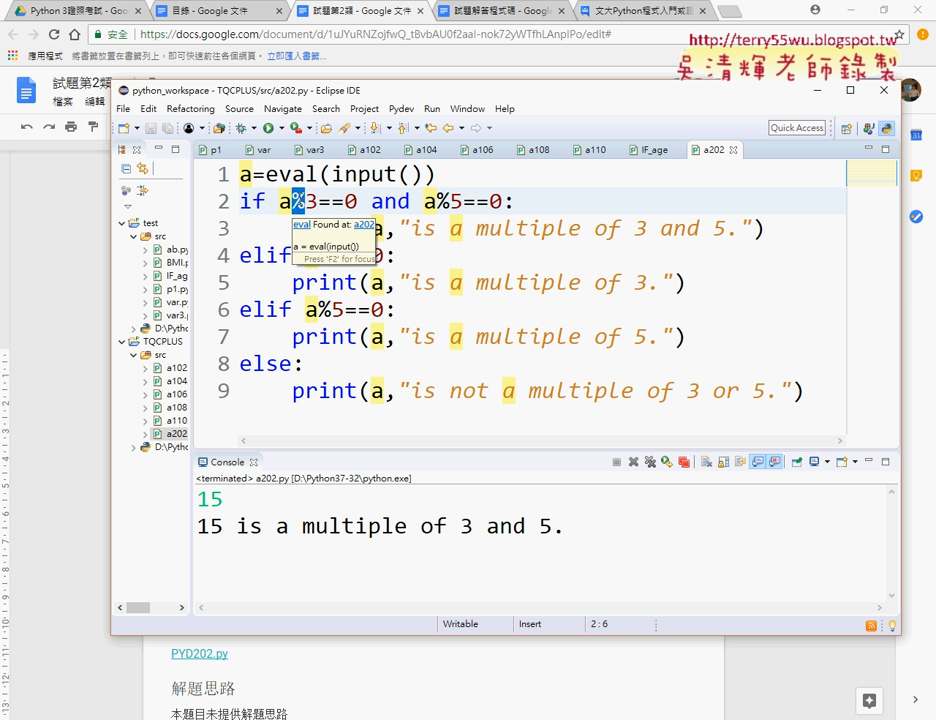 Python 3證照考試 - Goo
目錄 - Google 文件
試題第2類 - Google 文件
試題解答程式碼 - Google
文大Python程式入門或證
安全
https://docs.google.com/document/d/1uJYuRNZojfwQ_tBvbAU0f2aaI-nok72yWTfhLAnpIPo/edit#
http://terry55wu.blogspot.tw
吳清輝老師錄製
應用程式
將書籤放置在書籤列上，即可快速前往各個網頁。
立即匯入書籤...
試題第2類
檔案 編輯
python_workspace - TQCPLUS/src/a202.py - Eclipse IDE
File Edit Refactoring Source Navigate Search Project Pydev Run Window Help
Quick Access
p1 var var3 a102 a104 a106 a108 a110 IF_age a202
1 a=eval(input())
2 if a%3==0 and a%5==0:
3 a,"is a multiple of 3 and 5.")
4 elif 0:
5 print(a,"is a multiple of 3.")
6 elif a%5==0:
7 print(a,"is a multiple of 5.")
8 else:
9 print(a,"is not a multiple of 3 or 5.")
eval Found at: a202
a = eval(input())
Press 'F2' for focus
test
src
ab.py
BMI.
IF_ag
p1.py
var.py
var3.
D:\Pytho
TQCPLUS
src
a102
a104
a106
a108
a110
a202
D:\Pytho
Console
<terminated> a202.py [D:\Python37-32\python.exe]
15
15 is a multiple of 3 and 5.
Writable
Insert
2 : 6
PYD202.py
解題思路
本題目未提供解題思路